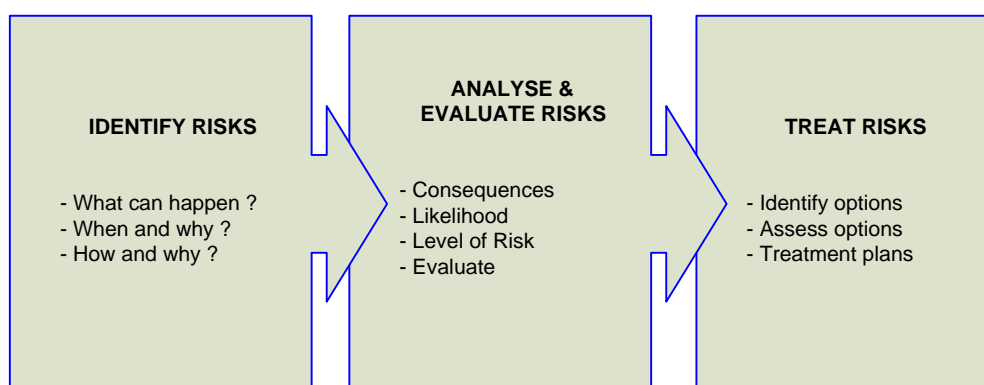 IDENTIFY RISKS
- What can happen ?
- When and why ?
- How and why ?
ANALYSE &
EVALUATE RISKS
- Consequences
- Likelihood
- Level of Risk
- Evaluate
TREAT RISKS
- Identify options
- Assess options
- Treatment plans